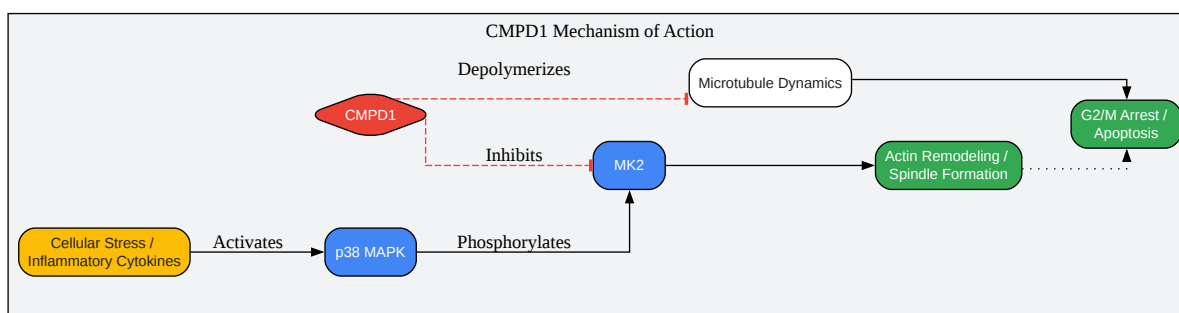 CMPD1 Mechanism of Action
Depolymerizes
Microtubule Dynamics
CMPD1
G2/M Arrest /
Apoptosis
Inhibits
MK2
Actin Remodeling /
Spindle Formation
Cellular Stress /
Inflammatory Cytokines
Activates
p38 MAPK
Phosphorylates